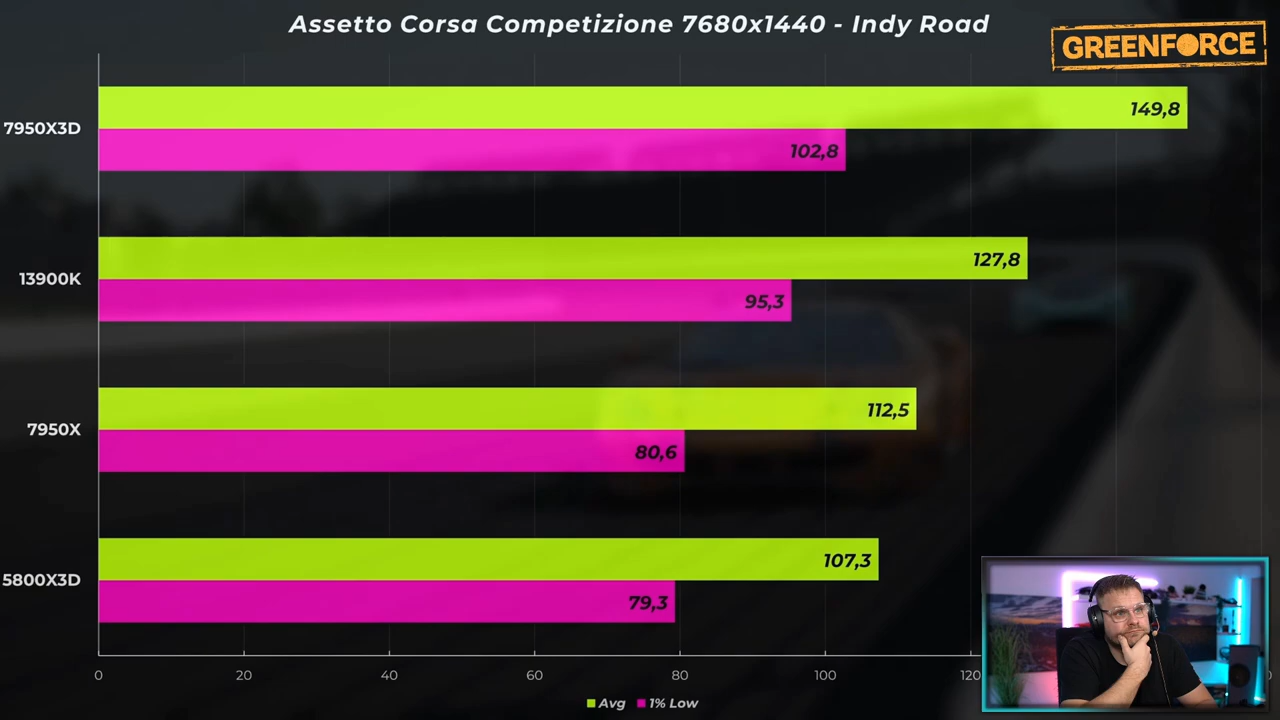 Assetto Corsa Competizione 7680x1440 - Indy Road
GREENFORCE
7950X3D
149,8
102,8
13900K
127,8
95,3
7950X
112,5
80,6
5800X3D
107,3
79,3
0 20 40 60 80 100 120
Avg 1% Low